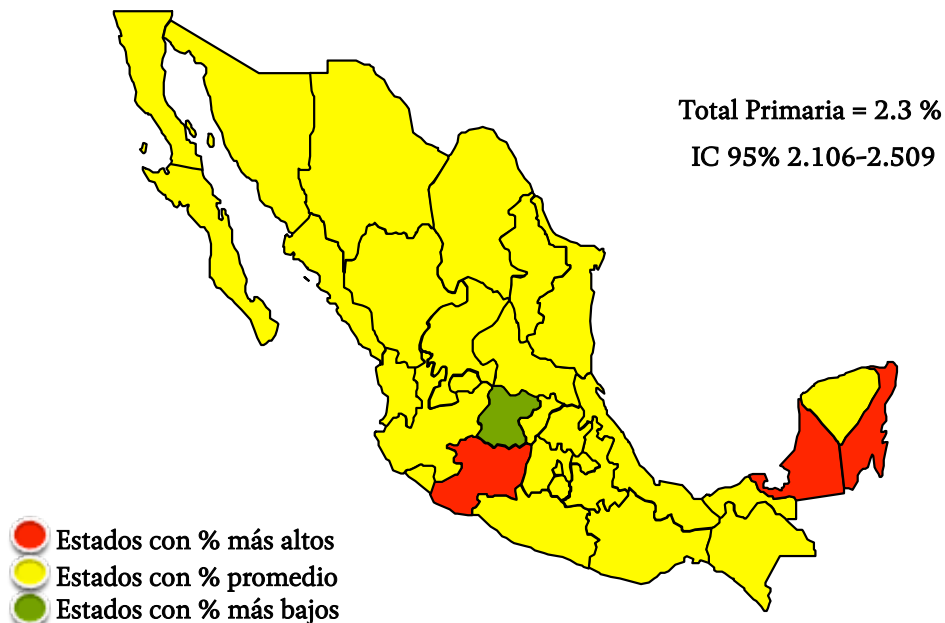 Total Primaria = 2.3 %
IC 95% 2.106-2.509
Estados con % más altos
Estados con % promedio
Estados con % más bajos